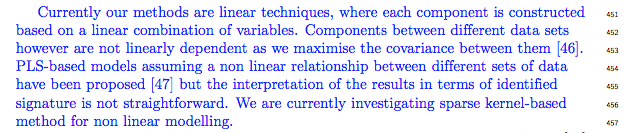 Currently our methods are linear techniques, where each component is constructed 451
based on a linear combination of variables. Components between different data sets 452
however are not linearly dependent as we maximise the covariance between them [46]. 453
PLS-based models assuming a non linear relationship between different sets of data 454
have been proposed [47] but the interpretation of the results in terms of identified 455
signature is not straightforward. We are currently investigating sparse kernel-based 456
method for non linear modelling. 457